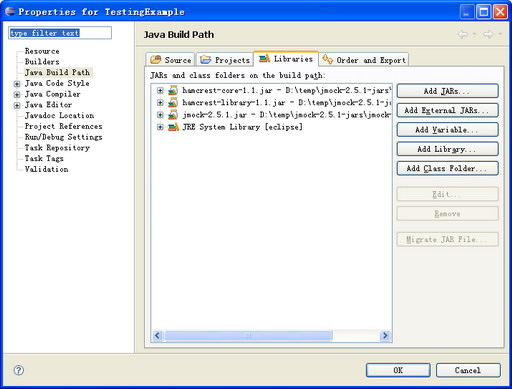 Properties for TestingExample
type filter text
Resource
Builders
Java Build Path
Java Code Style
Java Compiler
Java Editor
Javadoc Location
Project References
Run/Debug Settings
Task Repository
Task Tags
Validation
Java Build Path
Source
Projects
Libraries
Order and Export
JARs and class folders on the build path:
hamcrest-core-1.1.jar - D:\temp\jmock-2.5.1-jars\
hamcrest-library-1.1.jar - D:\temp\jmock-2.5.1-j
jmock-2.5.1.jar - D:\temp\jmock-2.5.1-jars\jmock-
JRE System Library [eclipse]
Add JARs...
Add External JARs...
Add Variable...
Add Library...
Add Class Folder...
Edit...
Remove
Migrate JAR File...
OK
Cancel